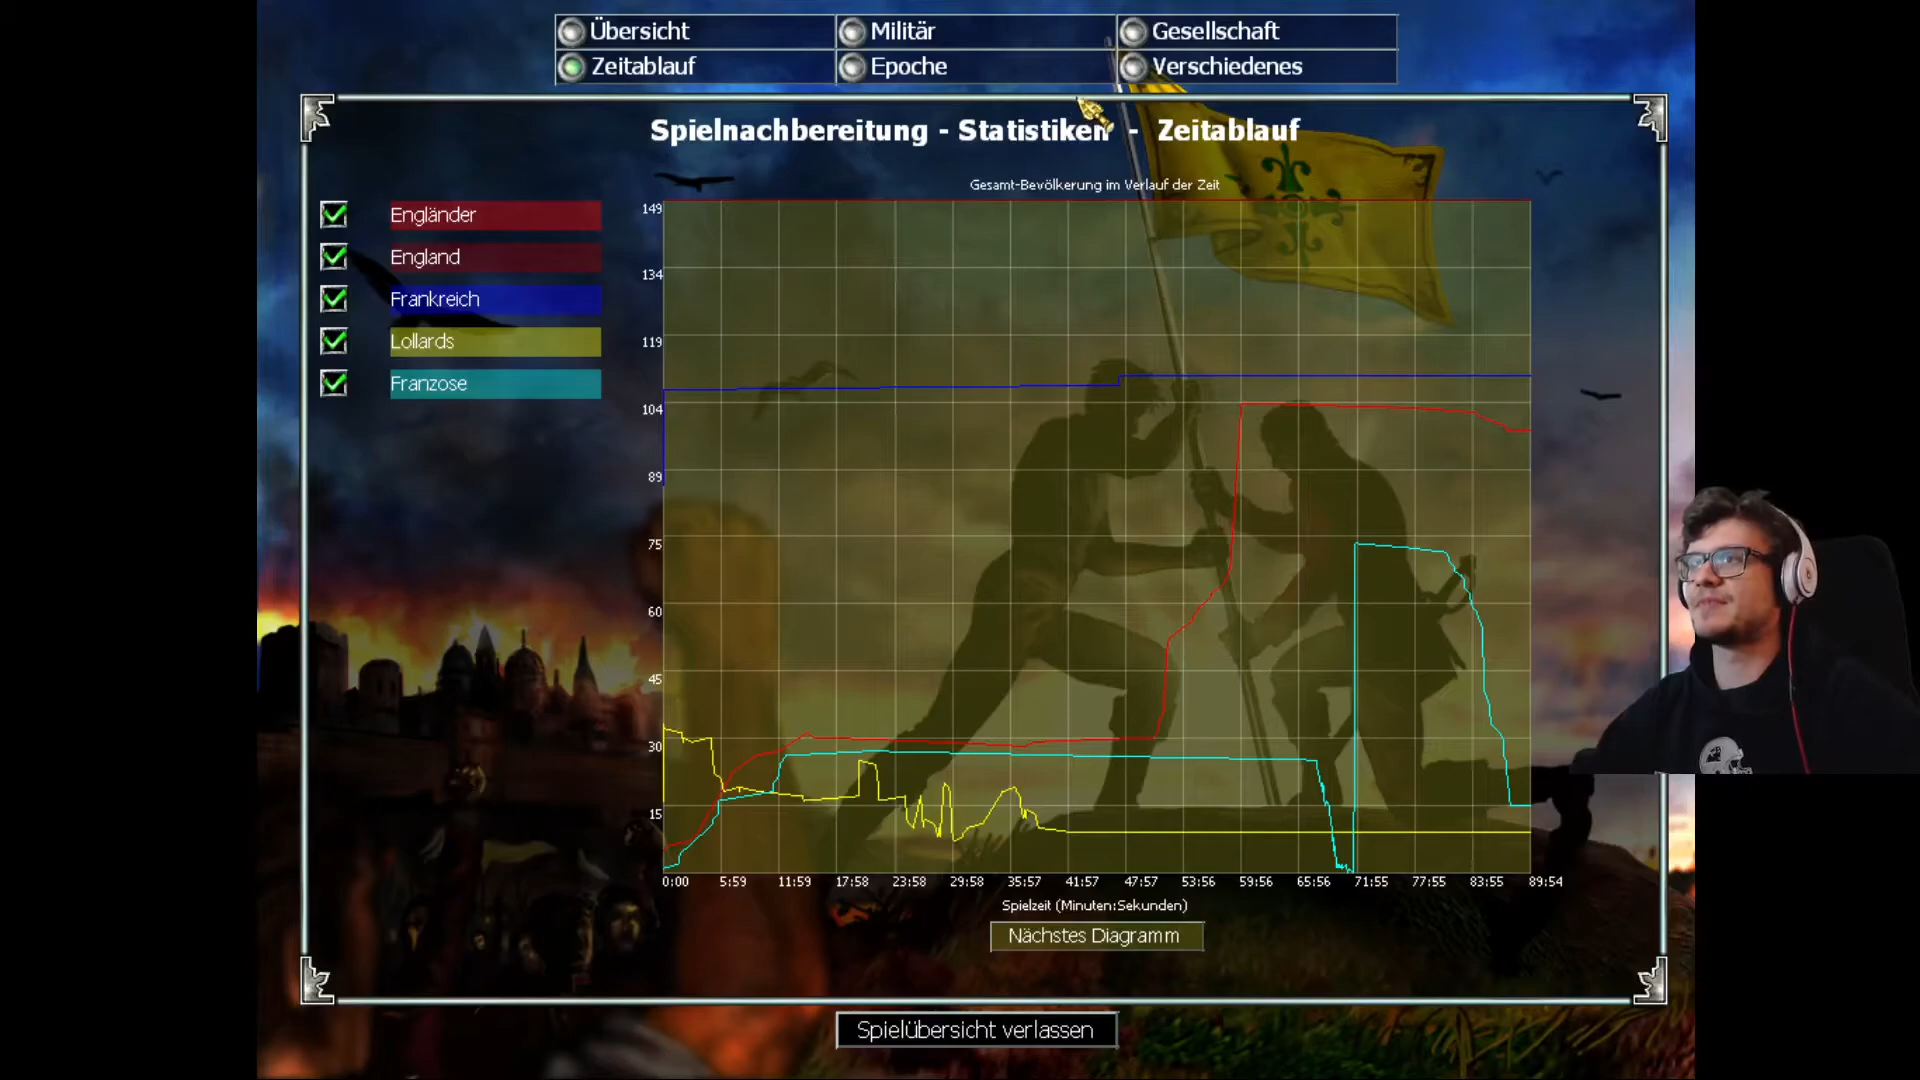 Übersicht
Militär
Gesellschaft
Zeitablauf
Epoche
Verschiedenes
Spielnachbereitung - Statistiken - Zeitablauf
Gesamt-Bevölkerung im Verlauf der Zeit
Engländer
England
Frankreich
Lollards
Franzose
149
134
119
104
89
75
60
45
30
15
0:00 5:59 11:59 17:58 23:58 29:58 35:57 41:57 47:57 53:56 59:56 65:56 71:55 77:55 83:55 89:54
Spielzeit (Minuten:Sekunden)
Nächstes Diagramm
Spielübersicht verlassen